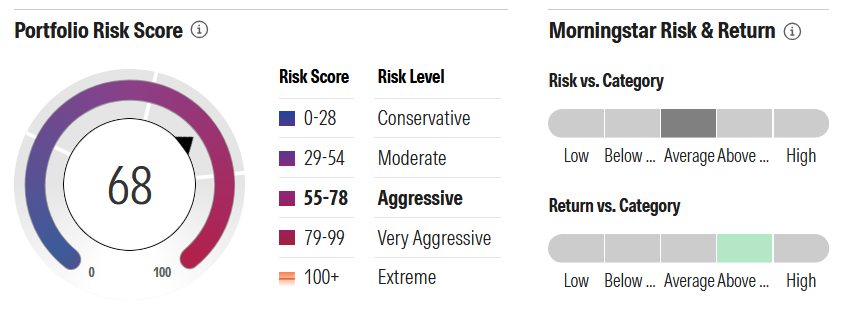 Portfolio Risk Score
68
0
100
Risk Score Risk Level
0-28 Conservative
29-54 Moderate
55-78 Aggressive
79-99 Very Aggressive
100+ Extreme
Morningstar Risk & Return
Risk vs. Category
Low Below ... Average Above ... High
Return vs. Category
Low Below ... Average Above ... High